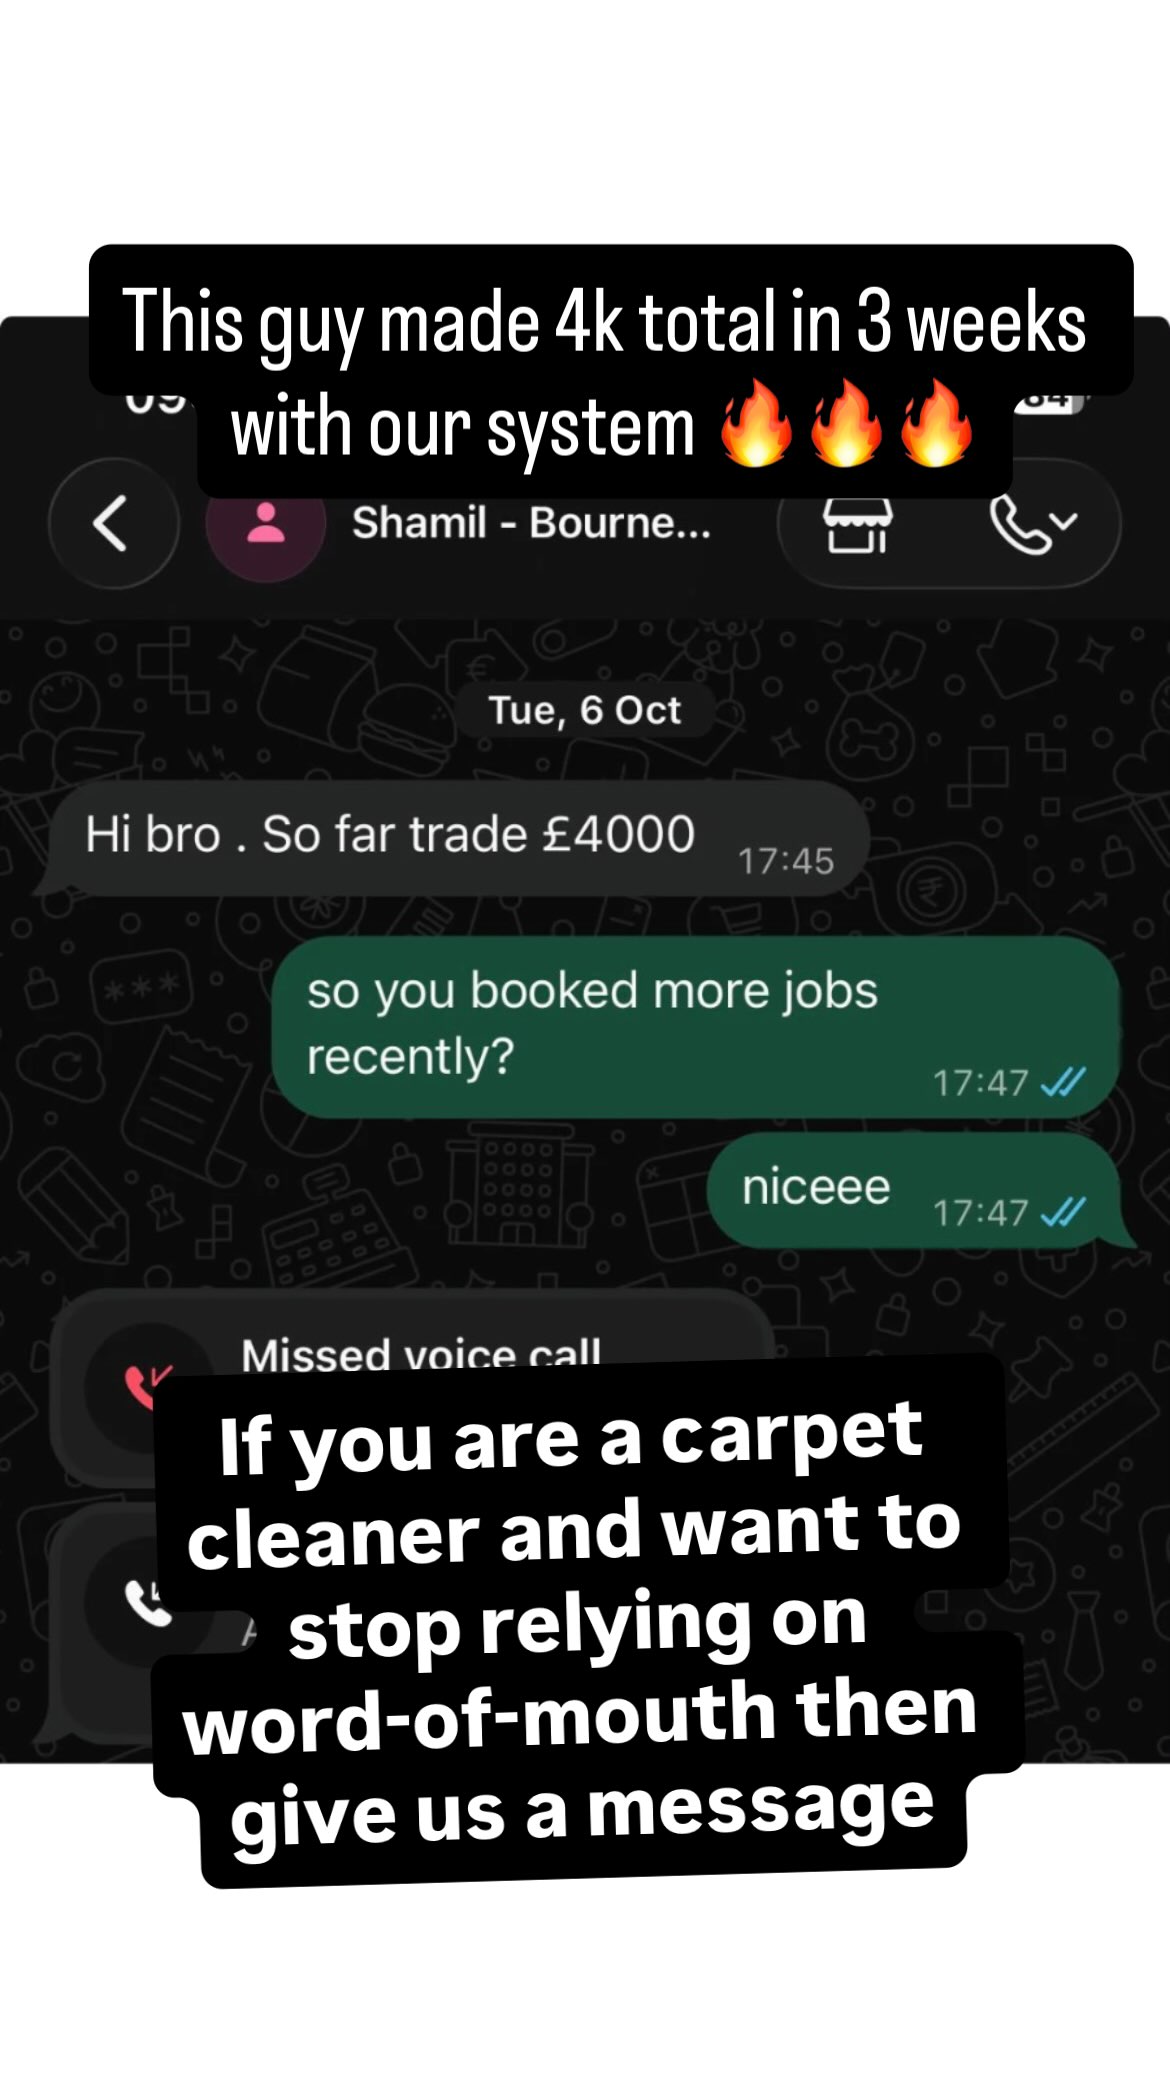 This guy made 4k total in 3 weeks
with our system 🔥🔥🔥
Shamil - Bourne...
Tue, 6 Oct
Hi bro . So far trade £4000
17:45
so you booked more jobs
recently?
17:47
niceee
17:47
Missed voice call
If you are a carpet
cleaner and want to
stop relying on
word-of-mouth then
give us a message